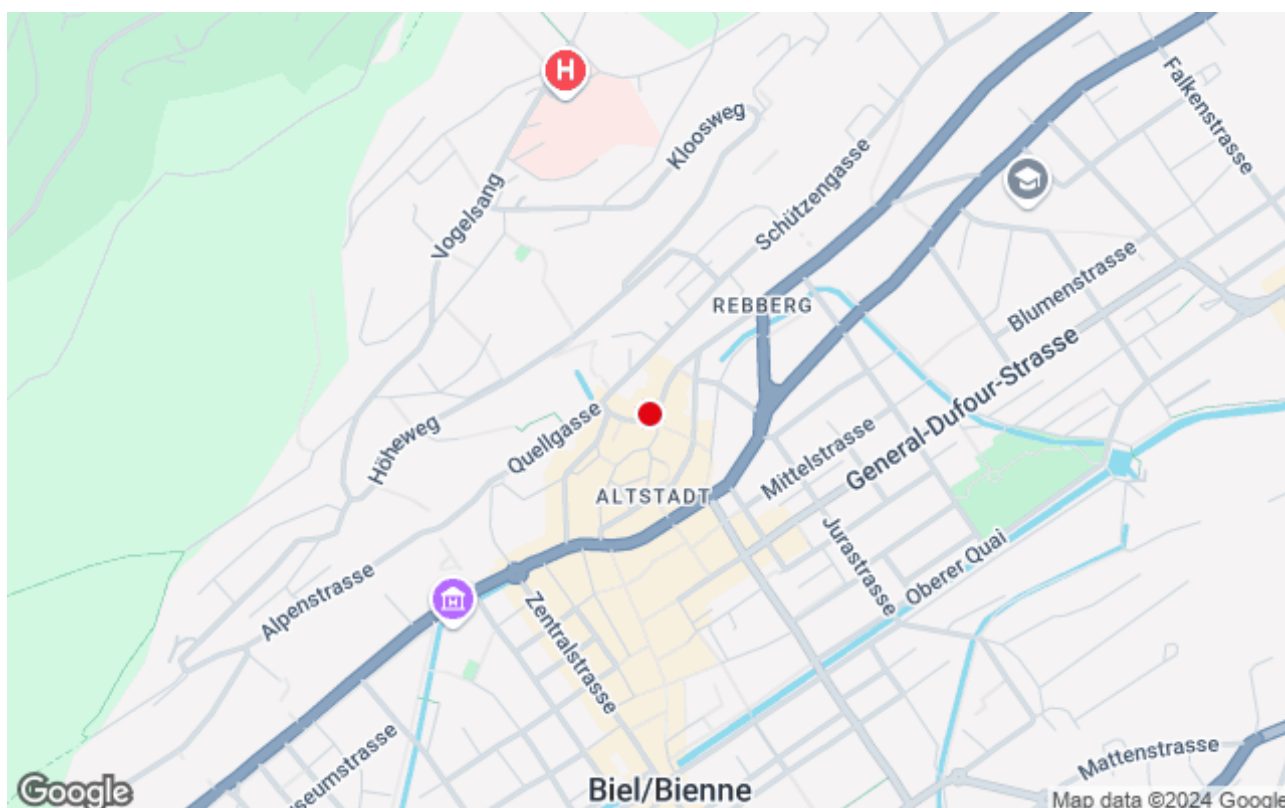 H
Falkenstrasse
Kloosweg
Vogelsang
Schützengasse
Blumenstrasse
REBBERG
General-Dufour-Strasse
Höheweg
Quellgasse
Mittelstrasse
ALTSTADT
Jurastrasse
Oberer Quai
Alpenstrasse
H
Zentralstrasse
useumstrasse
Mattenstrasse
Biel/Bienne
Google
Map data ©2024 Google